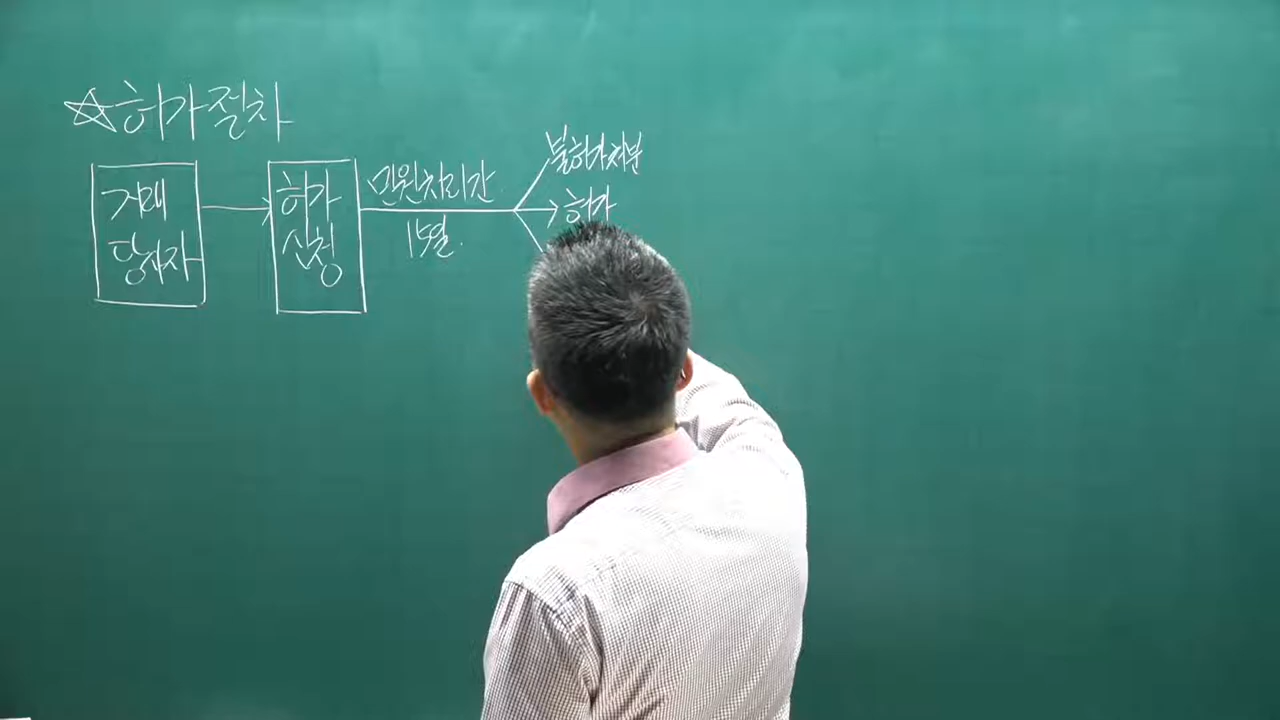 ☆허가절차
거래
당사자
허가
신청
민원처리기간
15일.
불허가처분
허가